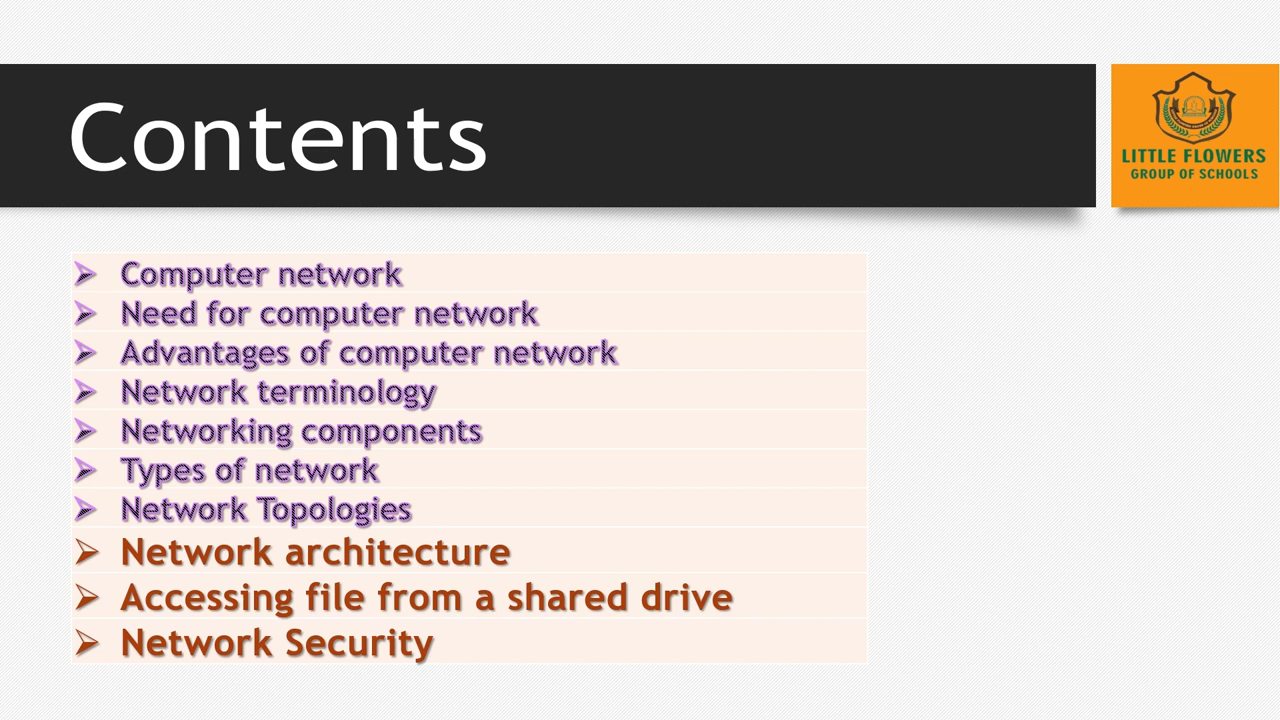 Contents
LITTLE FLOWERS
GROUP OF SCHOOLS
➢ Computer network
➢ Need for computer network
➢ Advantages of computer network
➢ Network terminology
➢ Networking components
➢ Types of network
➢ Network Topologies
➢ Network architecture
➢ Accessing file from a shared drive
➢ Network Security